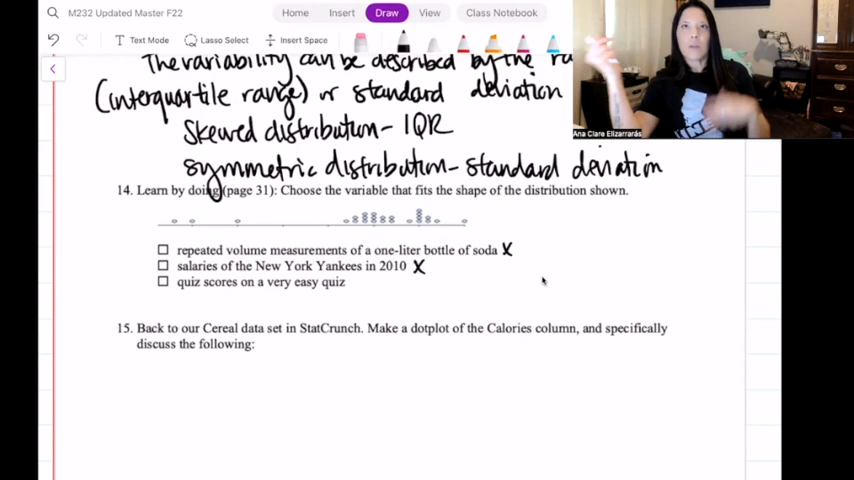 M232 Updated Master F22
Home Insert Draw View Class Notebook
Text Mode Lasso Select Insert Space
The variability can be described by the
(interquartile range) or standard deviation
Skewed distribution - IQR
symmetric distribution - standard deviation
Ana Clare Elizarrarás
14. Learn by doing (page 31): Choose the variable that fits the shape of the distribution shown.
☐ repeated volume measurements of a one-liter bottle of soda X
☐ salaries of the New York Yankees in 2010 X
☐ quiz scores on a very easy quiz
15. Back to our Cereal data set in StatCrunch. Make a dotplot of the Calories column, and specifically
discuss the following: